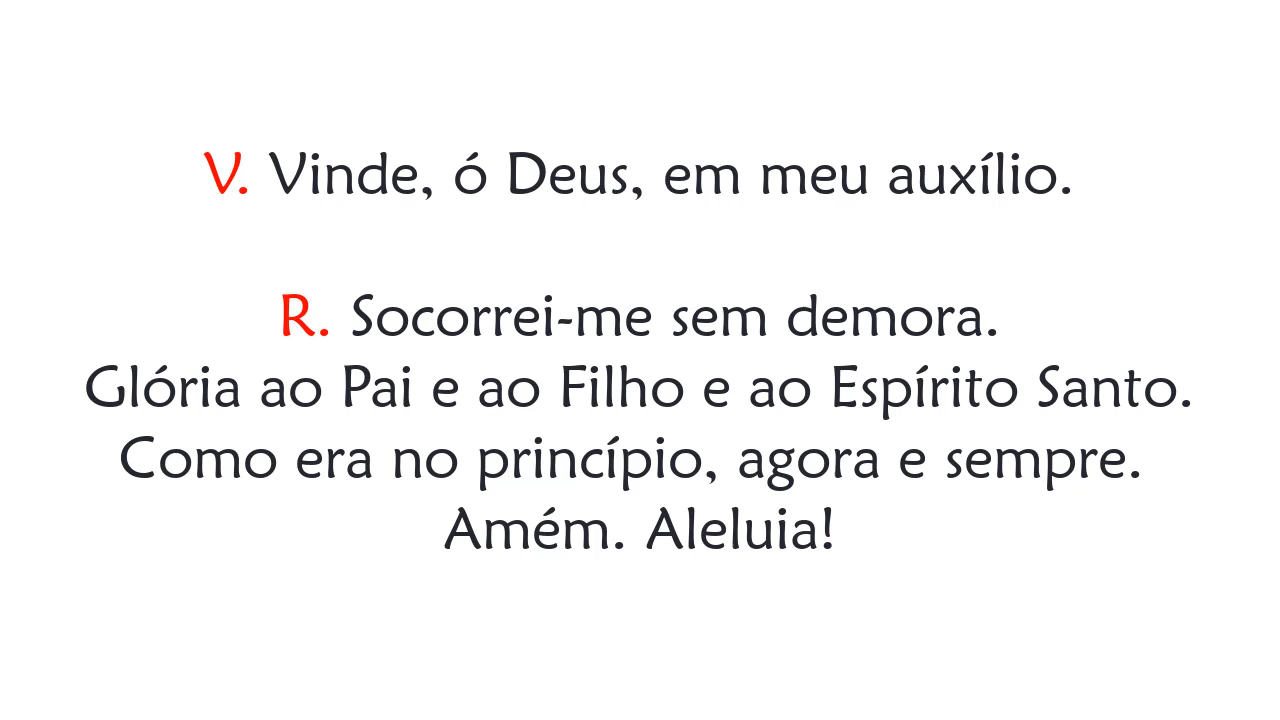 V. Vinde, ó Deus, em meu auxílio.
R. Socorrei-me sem demora.
Glória ao Pai e ao Filho e ao Espírito Santo.
Como era no princípio, agora e sempre.
Amém. Aleluia!